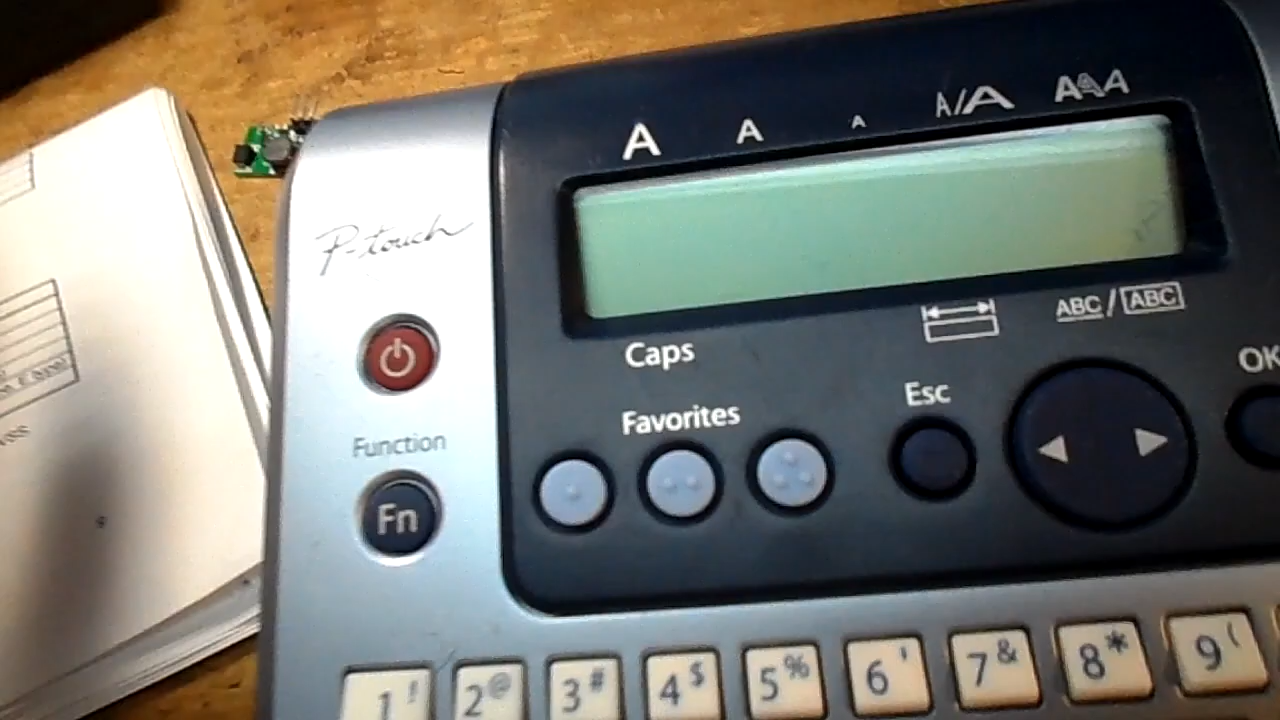 A A A A/A AAA
P-touch
ABC / ABC
Caps
Esc
OK
Favorites
Function
Fn
1 ! 2 @ 3 # 4 $ 5 % 6 ' 7 & 8 * 9 (